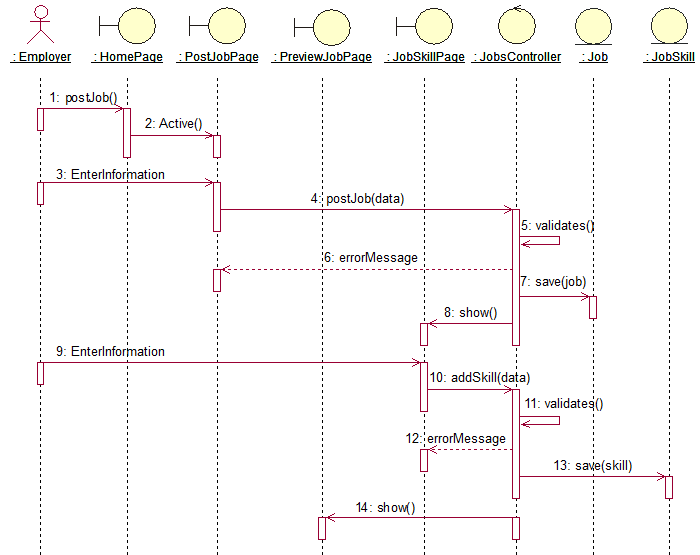 : Employer
: HomePage
: PostJobPage
: PreviewJobPage
: JobSkillPage
: JobsController
: Job
: JobSkill
1: postJob()
2: Active()
3: EnterInformation
4: postJob(data)
5: validates()
6: errorMessage
7: save(job)
8: show()
9: EnterInformation
10: addSkill(data)
11: validates()
12: errorMessage
13: save(skill)
14: show()